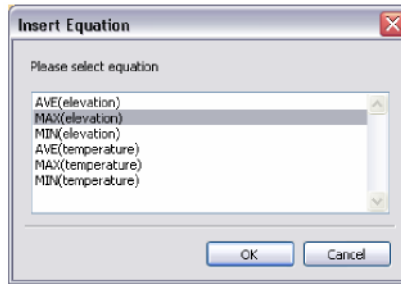 Insert Equation
Please select equation
AVE(elevation)
MAX(elevation)
MIN(elevation)
AVE(temperature)
MAX(temperature)
MIN(temperature)
OK
Cancel